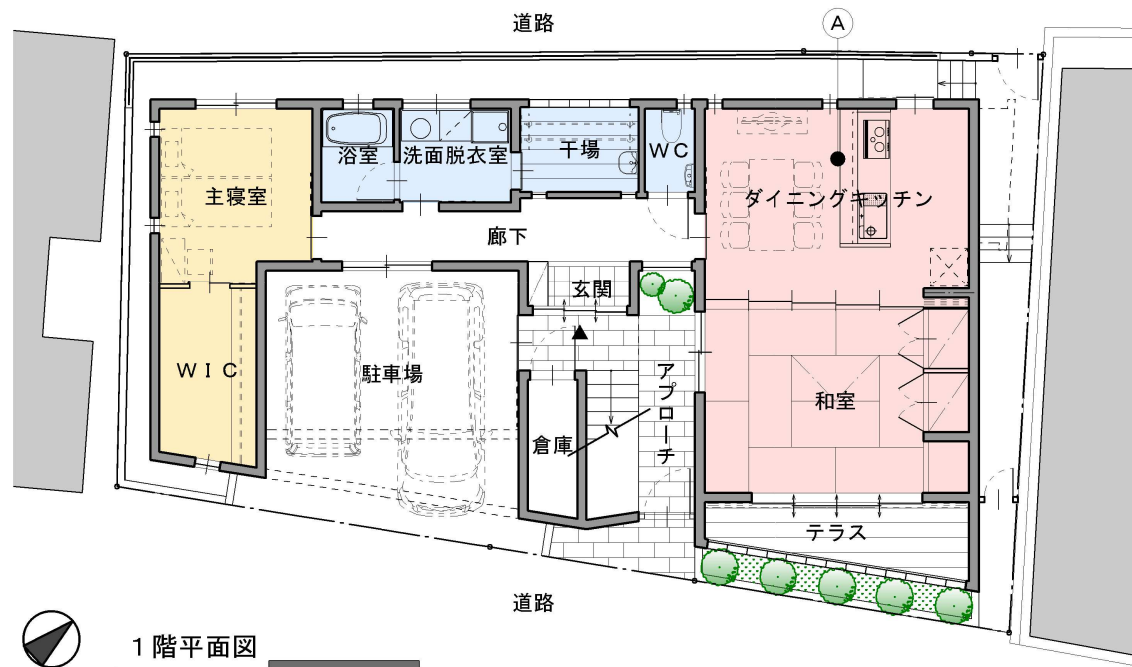 道路
A
浴室
洗面脱衣室
干場
ＷＣ
主寝室
ダイニングキッチン
廊下
玄関
ＷＩＣ
駐車場
アプローチ
和室
倉庫
テラス
道路
１階平面図